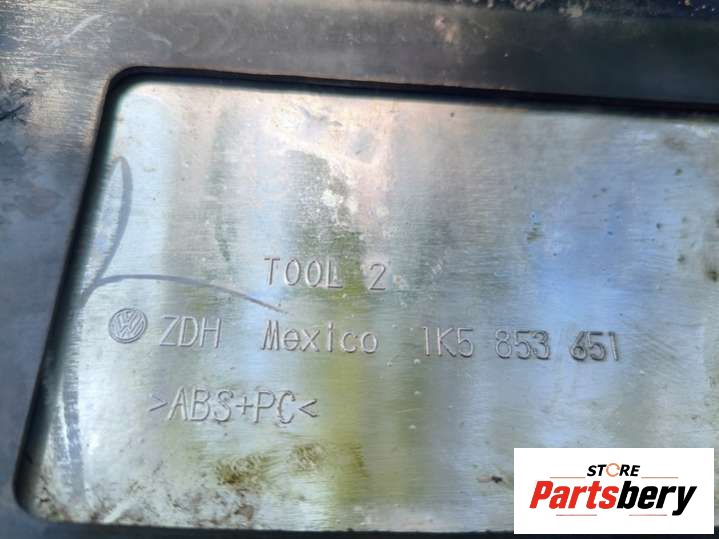 TOOL 2
ZDH Mexico 1K5 853 651
>ABS+PC<
STORE
Partsbery